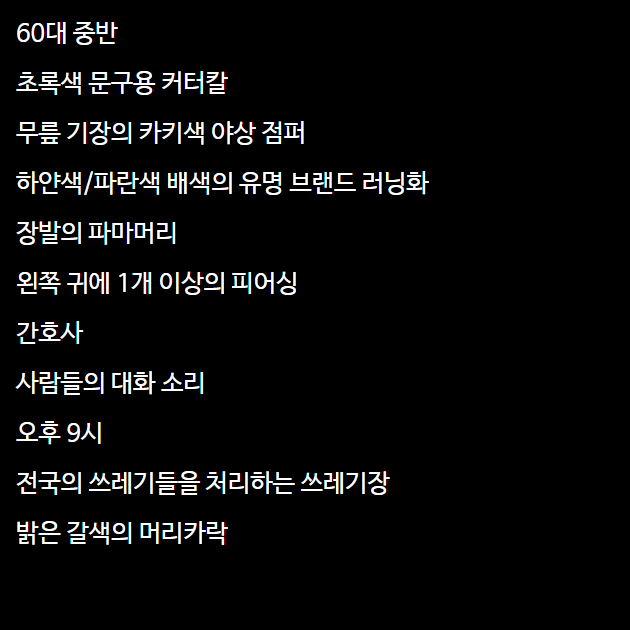 60대 중반
초록색 문구용 커터칼
무릎 기장의 카키색 야상 점퍼
하얀색/파란색 배색의 유명 브랜드 러닝화
장발의 파마머리
왼쪽 귀에 1개 이상의 피어싱
간호사
사람들의 대화 소리
오후 9시
전국의 쓰레기들을 처리하는 쓰레기장
밝은 갈색의 머리카락